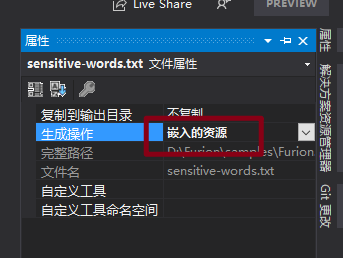 Live Share
PREVIEW
属性
sensitive-words.txt 文件属性
复制到输出目录 不复制
生成操作 嵌入的资源
完整路径 D:\Furion\samples\Furion
文件名 sensitive-words.txt
自定义工具
自定义工具命名空间
属性
解决方案资源管理器
Git 更改